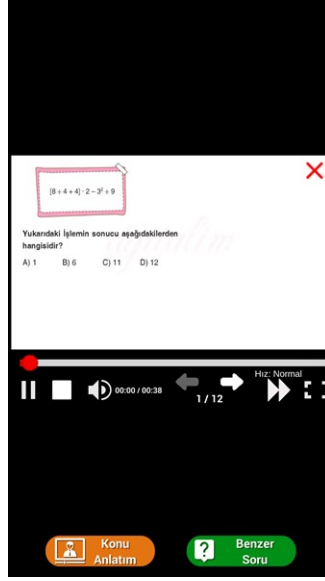 [8 + 4 + 4] · 2 − 3² + 9
Yukarıdaki İşlemin sonucu aşağıdakilerden
hangisidir?
A) 1 B) 6 C) 11 D) 12
Hız: Normal
00:00 / 00:38
1 / 12
Konu
Anlatım
Benzer
Soru